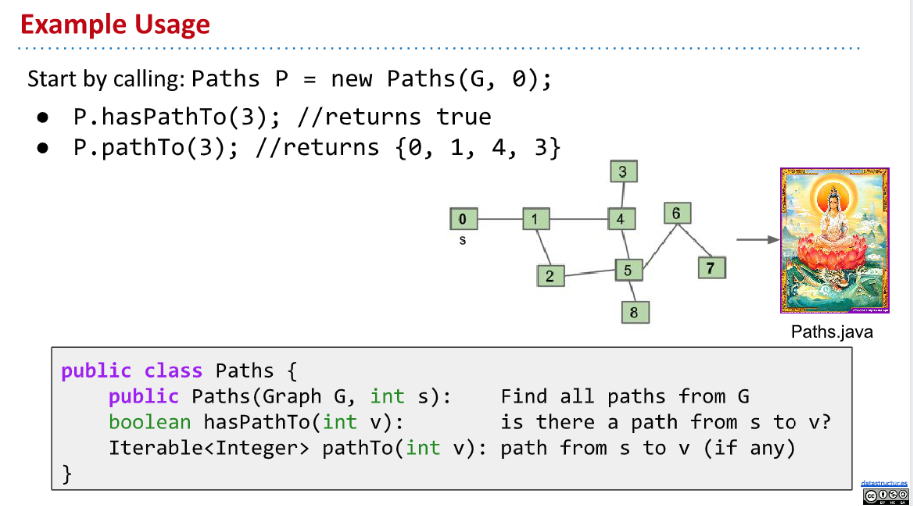 Example Usage
Start by calling: Paths P = new Paths(G, 0);
● P.hasPathTo(3); //returns true
● P.pathTo(3); //returns {0, 1, 4, 3}
3
0 1 4 6
s
2 5 7
8
Paths.java
public class Paths {
public Paths(Graph G, int s): Find all paths from G
boolean hasPathTo(int v): is there a path from s to v?
Iterable<Integer> pathTo(int v): path from s to v (if any)
}
datastructur.es